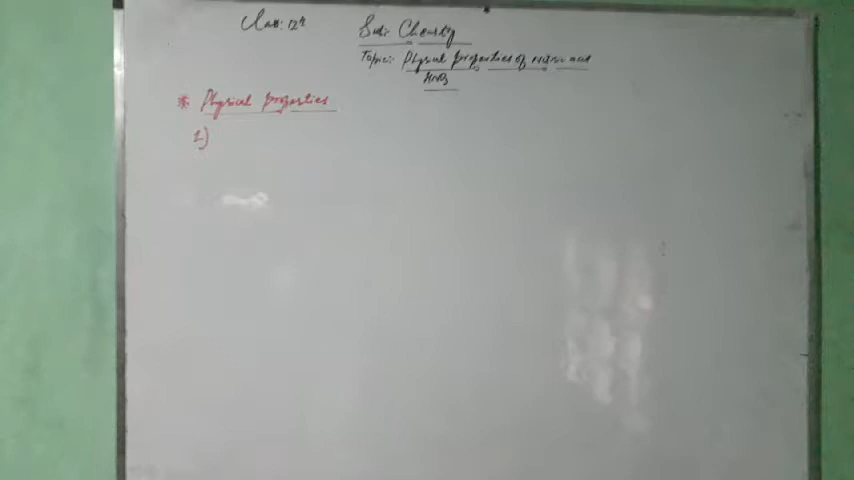 Class: 12th
Sub:- Chemistry
Topic:- Physical properties of nitric acid
HNO3
* Physical properties
1)